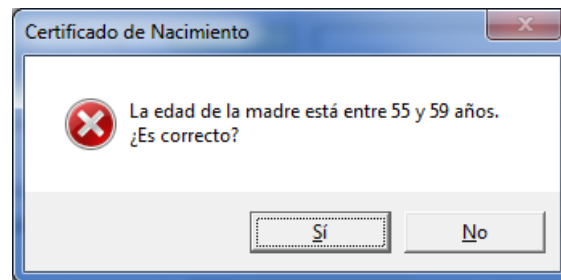 Certificado de Nacimiento
La edad de la madre está entre 55 y 59 años.
¿Es correcto?
Sí
No